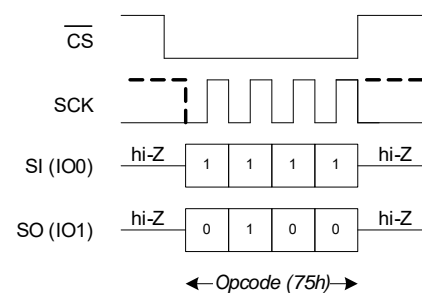 CS
SCK
hi-Z hi-Z
SI (IO0) 1 1 1 1
hi-Z hi-Z
SO (IO1) 0 1 0 0
Opcode (75h)